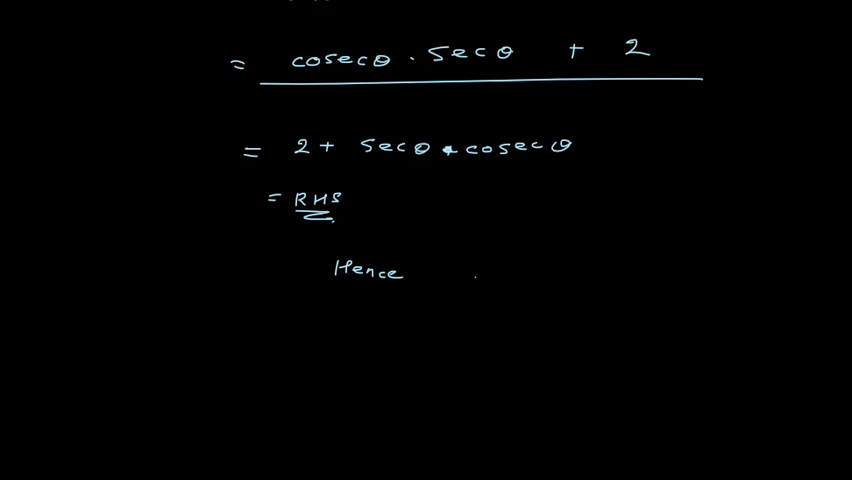 = cosecθ . secθ + 2
= 2 + secθ . cosecθ
= RHS
Hence